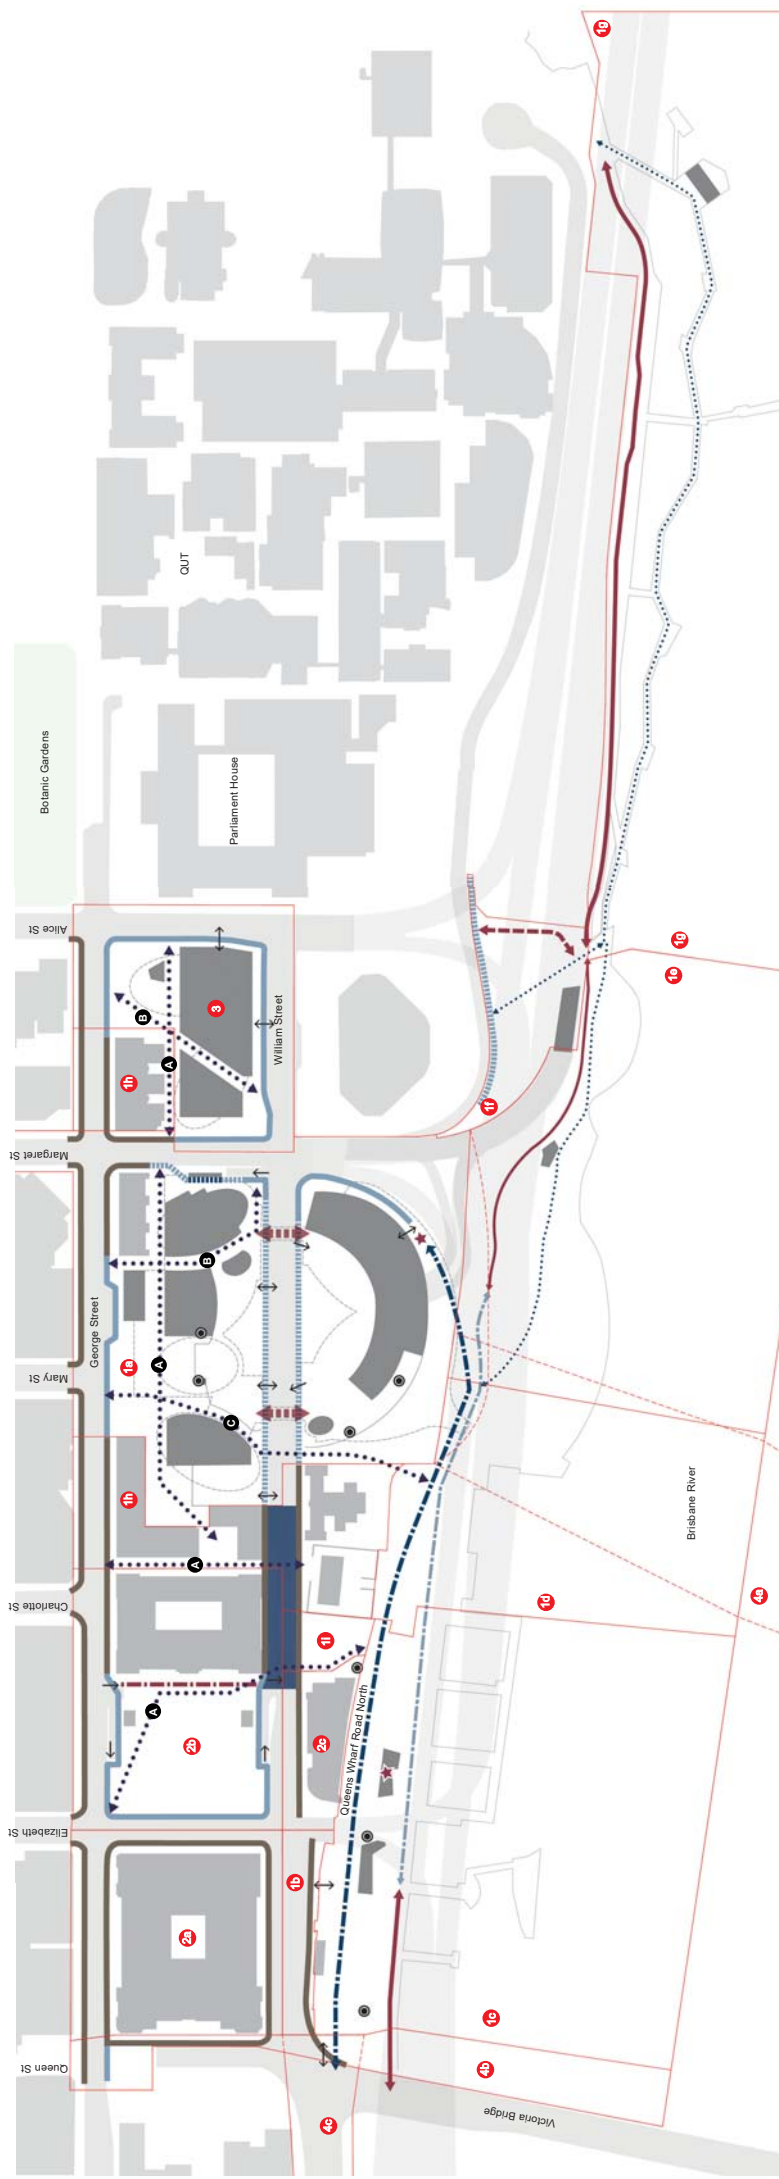 1g
Botanic Gardens
QUT
Parliament House
Alice St
B
3
A
1h
William Street
1g
1e
1f
Margaret St
George Street
B
1a
A
C
Mary St
1h
A
Brisbane River
Charlotte St
1d
4a
1i
A
2b
2c
Queens Wharf Road North
Elizabeth St
1b
2a
1c
Queen St
4b
4c
Victoria Bridge